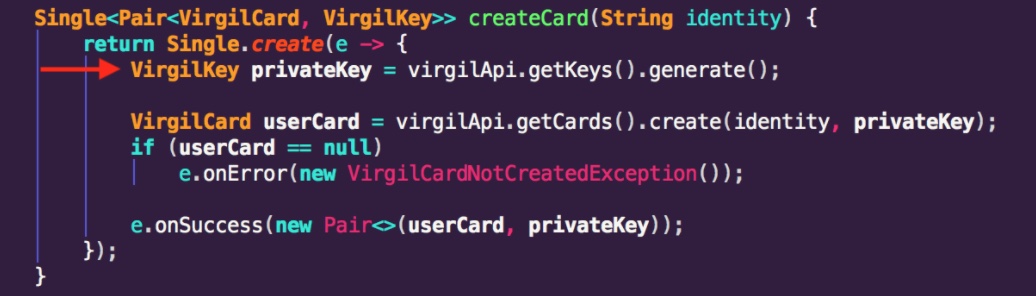 Single<Pair<VirgilCard, VirgilKey>> createCard(String identity) {
return Single.create(e -> {
VirgilKey privateKey = virgilApi.getKeys().generate();
VirgilCard userCard = virgilApi.getCards().create(identity, privateKey);
if (userCard == null)
e.onError(new VirgilCardNotCreatedException());
e.onSuccess(new Pair<>(userCard, privateKey));
});
}